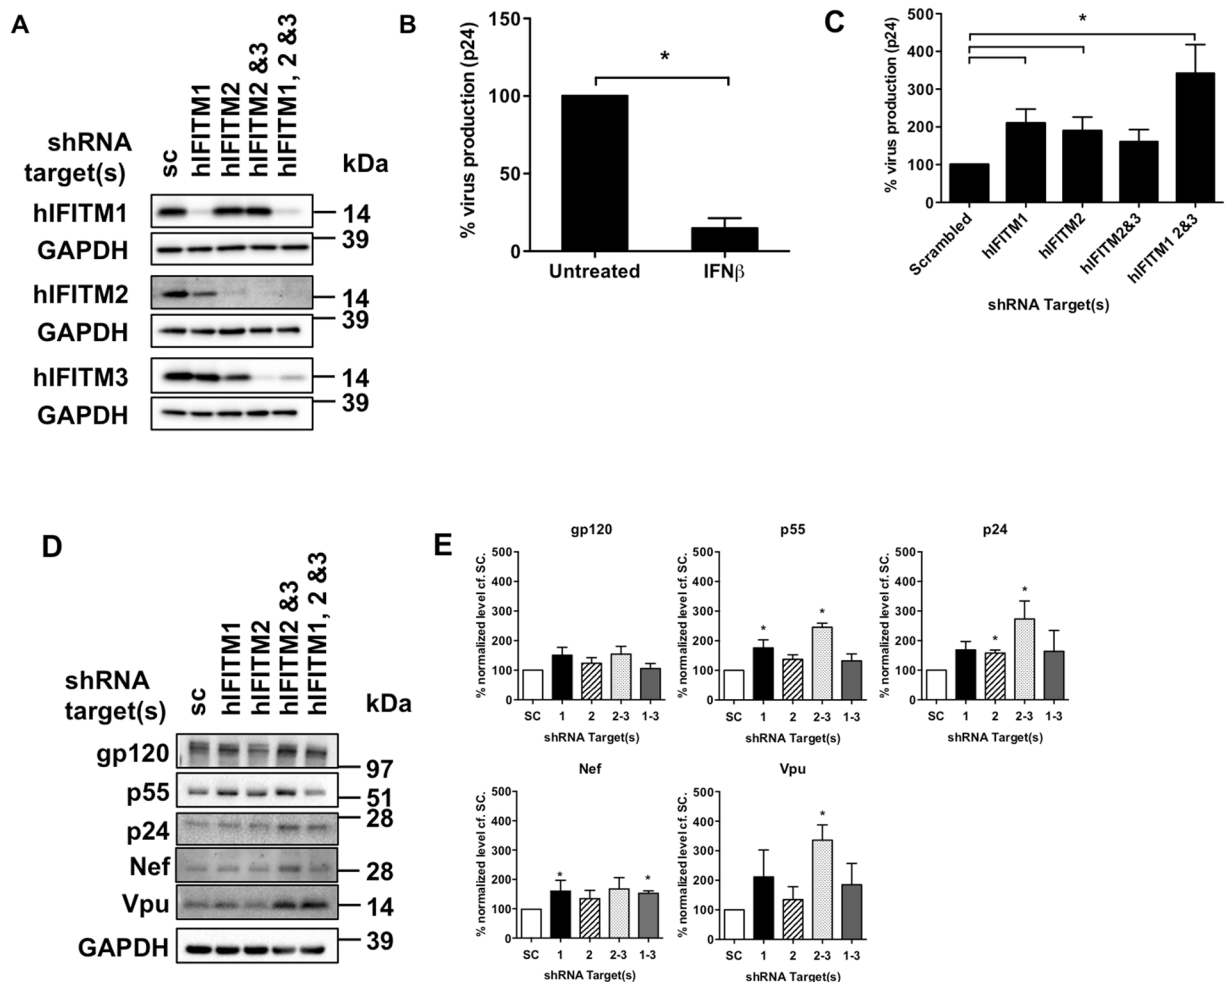 A
shRNA
target(s)
sc
hIFITM1
hIFITM2
hIFITM2 &3
hIFITM1, 2 &3
kDa
hIFITM1
14
GAPDH
39
hIFITM2
14
GAPDH
39
hIFITM3
14
GAPDH
39
B
% virus production (p24)
150
100
50
0
*
Untreated
IFNβ
C
% virus production (p24)
500
400
300
200
100
0
*
Scrambled
hIFITM1
hIFITM2
hIFITM2&3
hIFITM1 2&3
shRNA Target(s)
D
shRNA
target(s)
sc
hIFITM1
hIFITM2
hIFITM2 &3
hIFITM1, 2 &3
kDa
gp120
97
p55
51
p24
28
Nef
28
Vpu
14
GAPDH
39
E
gp120
% normalized level cf. SC.
500
400
300
200
100
0
SC 1 2 2-3 1-3
shRNA Target(s)
p55
% normalized level cf. SC.
500
400
300
200
100
0
* *
SC 1 2 2-3 1-3
shRNA Target(s)
p24
% normalized level cf. SC.
500
400
300
200
100
0
* *
SC 1 2 2-3 1-3
shRNA Target(s)
Nef
% normalized level cf. SC.
500
400
300
200
100
0
* *
SC 1 2 2-3 1-3
shRNA Target(s)
Vpu
% normalized level cf. SC.
500
400
300
200
100
0
*
SC 1 2 2-3 1-3
shRNA Target(s)